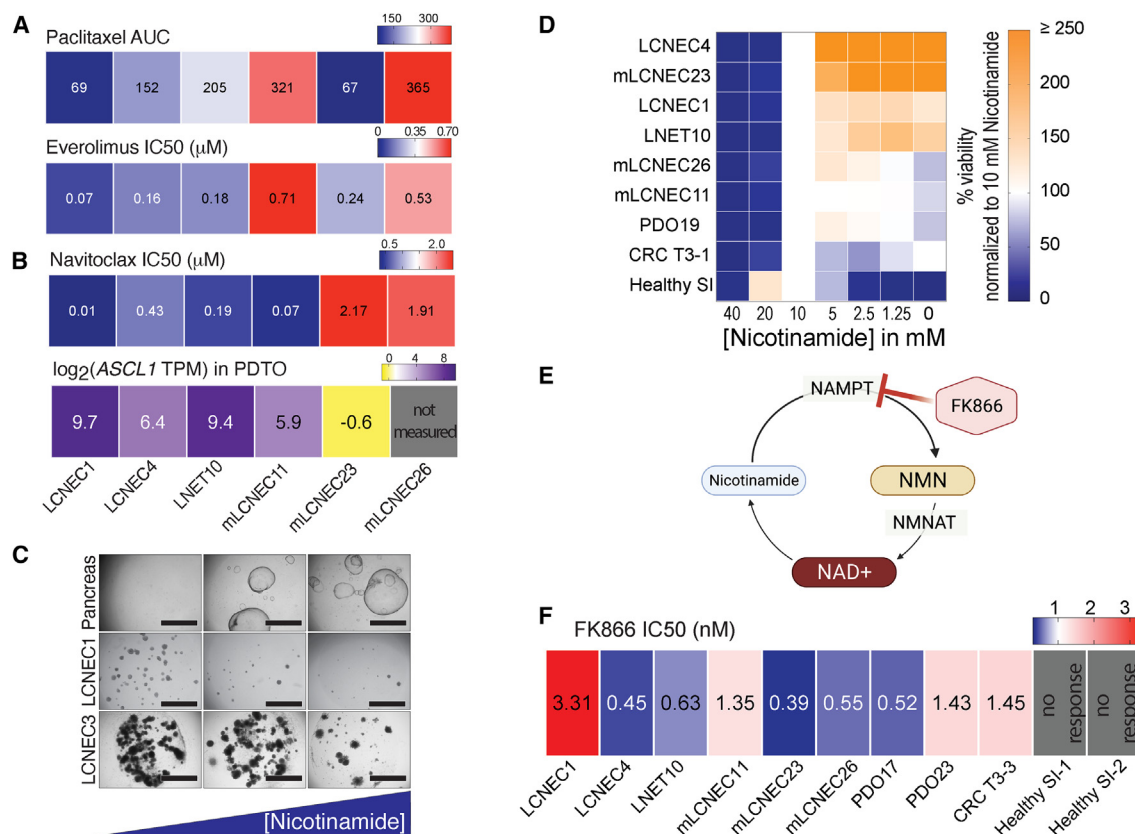 A
Paclitaxel AUC
150 300
69 152 205 321 67 365
Everolimus IC50 (μM)
0 0.35 0.70
0.07 0.16 0.18 0.71 0.24 0.53
B
Navitoclax IC50 (μM)
0.5 2.0
0.01 0.43 0.19 0.07 2.17 1.91
log2(ASCL1 TPM) in PDTO
0 4 8
9.7 6.4 9.4 5.9 -0.6 not
measured
LCNEC1 LCNEC4 LNET10 mLCNEC11 mLCNEC23 mLCNEC26
C
Pancreas
LCNEC1
LCNEC3
[Nicotinamide]
D
LCNEC4
mLCNEC23
LCNEC1
LNET10
mLCNEC26
mLCNEC11
PDO19
CRC T3-1
Healthy SI
40 20 10 5 2.5 1.25 0
[Nicotinamide] in mM
% viability
normalized to 10 mM Nicotinamide
≥ 250
200
150
100
50
0
E
NAMPT
FK866
Nicotinamide
NMN
NMNAT
NAD+
F
FK866 IC50 (nM)
1 2 3
3.31 0.45 0.63 1.35 0.39 0.55 0.52 1.43 1.45
no
response
no
response
LCNEC1 LCNEC4 LNET10 mLCNEC11 mLCNEC23 mLCNEC26 PDO17 PDO23 CRC T3-3 Healthy SI-1 Healthy SI-2